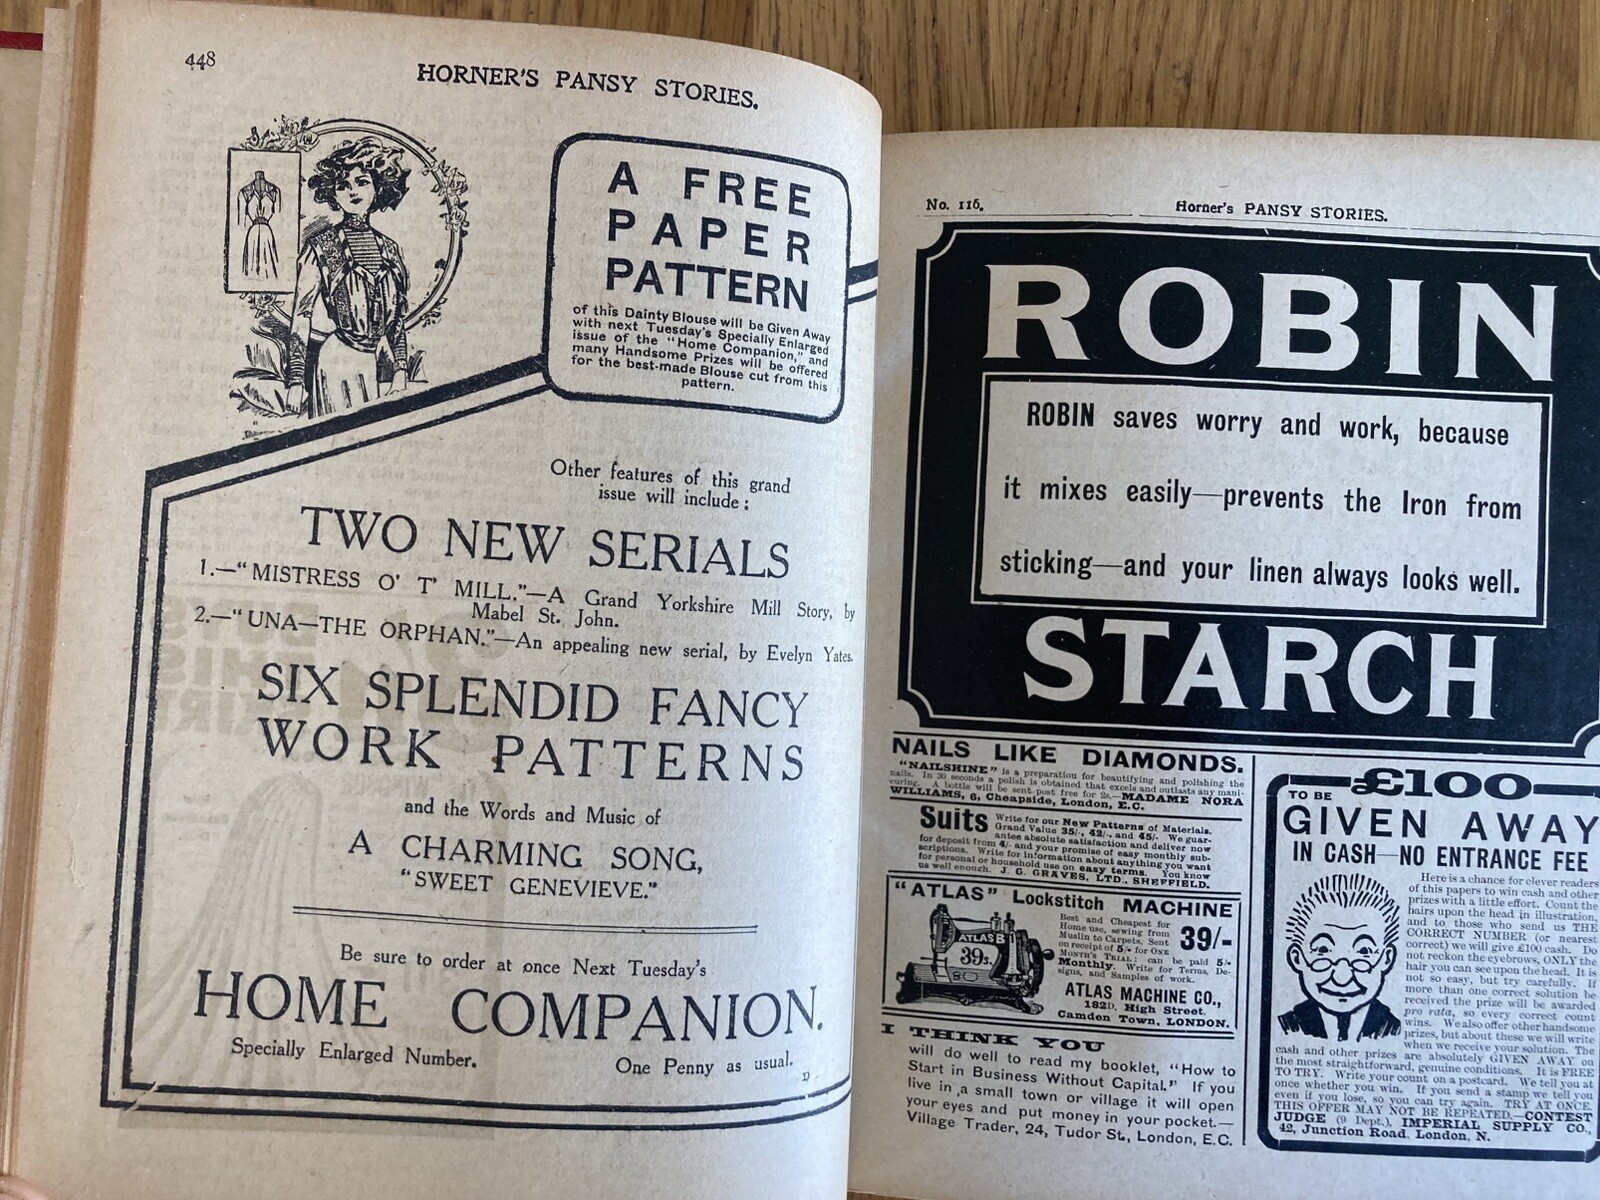 448
HORNER'S PANSY STORIES.
A FREE
PAPER
PATTERN
of this Dainty Blouse will be Given Away
with next Tuesday's Specially Enlarged
issue of the "Home Companion," and
many Handsome Prizes will be offered
for the best-made Blouse cut from this
pattern.
Other features of this grand
issue will include:
TWO NEW SERIALS
1.—"MISTRESS O' T' MILL."—A Grand Yorkshire Mill Story, by
Mabel St. John.
2.—"UNA—THE ORPHAN."—An appealing new serial, by Evelyn Yates.
SIX SPLENDID FANCY
WORK PATTERNS
and the Words and Music of
A CHARMING SONG,
"SWEET GENEVIEVE."
Be sure to order at once Next Tuesday's
HOME COMPANION.
Specially Enlarged Number. One Penny as usual.
No. 116. Horner's PANSY STORIES.
ROBIN
ROBIN saves worry and work, because
it mixes easily—prevents the Iron from
sticking—and your linen always looks well.
STARCH
NAILS LIKE DIAMONDS.
"NAILSHINE" is a preparation for beautifying and polishing the
nails. In 30 seconds a polish is obtained that excels and outlasts any mani-
curing. A bottle will be sent post free for 2s.—MADAME NORA
WILLIAMS, 6, Cheapside, London, E.C.
Suits Write for our New Patterns of Materials.
Grand Value 35/-, 42/-, and 45/-. We guar-
antee absolute satisfaction and deliver now
for deposit from 4/- and your promise of easy monthly sub-
scriptions. Write for information about anything you want
for personal or household use on easy terms. You know
us well enough. J. G. GRAVES, LTD., SHEFFIELD.
"ATLAS" Lockstitch MACHINE
ATLAS B
39s.
Best and Cheapest for
Home use, sewing from
Muslin to Carpets. Sent
on receipt of 5/- for ONE
MONTH'S TRIAL; can be paid 5/-
Monthly. Write for Terms, De-
signs, and Samples of work.
39/-
ATLAS MACHINE CO.,
182D, High Street,
Camden Town, LONDON.
I THINK YOU
will do well to read my booklet, "How to
Start in Business Without Capital." If you
live in a small town or village it will open
your eyes and put money in your pocket.—
Village Trader, 24, Tudor St., London, E.C.
£100
TO BE
GIVEN AWAY
IN CASH—NO ENTRANCE FEE
Here is a chance for clever readers
of this papers to win cash and other
prizes with a little effort. Count the
hairs upon the head in illustration,
and to those who send us THE
CORRECT NUMBER (or nearest
correct) we will give £100 cash. Do
not reckon the eyebrows, ONLY the
hair you can see upon the head. It is
not so easy, but try carefully. If
more than one correct solution be
received the prize will be awarded
pro rata, so every correct count
wins. We also offer other handsome
prizes, but about these we will write
when we receive your solution. The
cash and other prizes are absolutely GIVEN AWAY on
the most straightforward, genuine conditions. It is FREE
TO TRY. Write your count on a postcard. We tell you at
once whether you win. If you send a stamp we tell you
even if you lose, so you can try again. TRY AT ONCE.
THIS OFFER MAY NOT BE REPEATED.—CONTEST
JUDGE (9 Dept.), IMPERIAL SUPPLY CO.,
42, Junction Road, London, N.